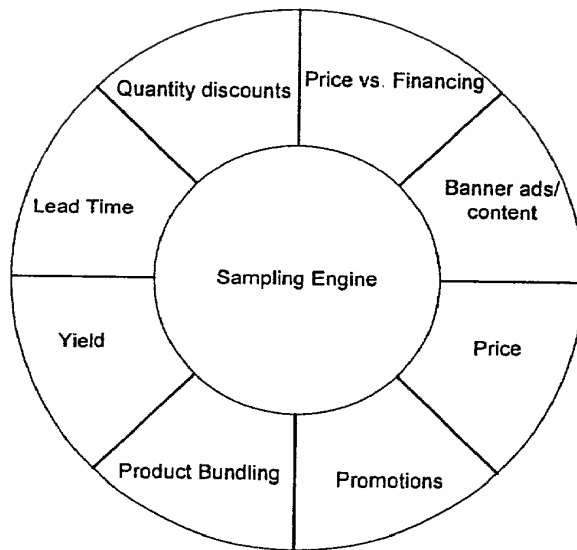 Quantity discounts
Price vs. Financing
Banner ads/
content
Lead Time
Sampling Engine
Yield
Price
Product Bundling
Promotions